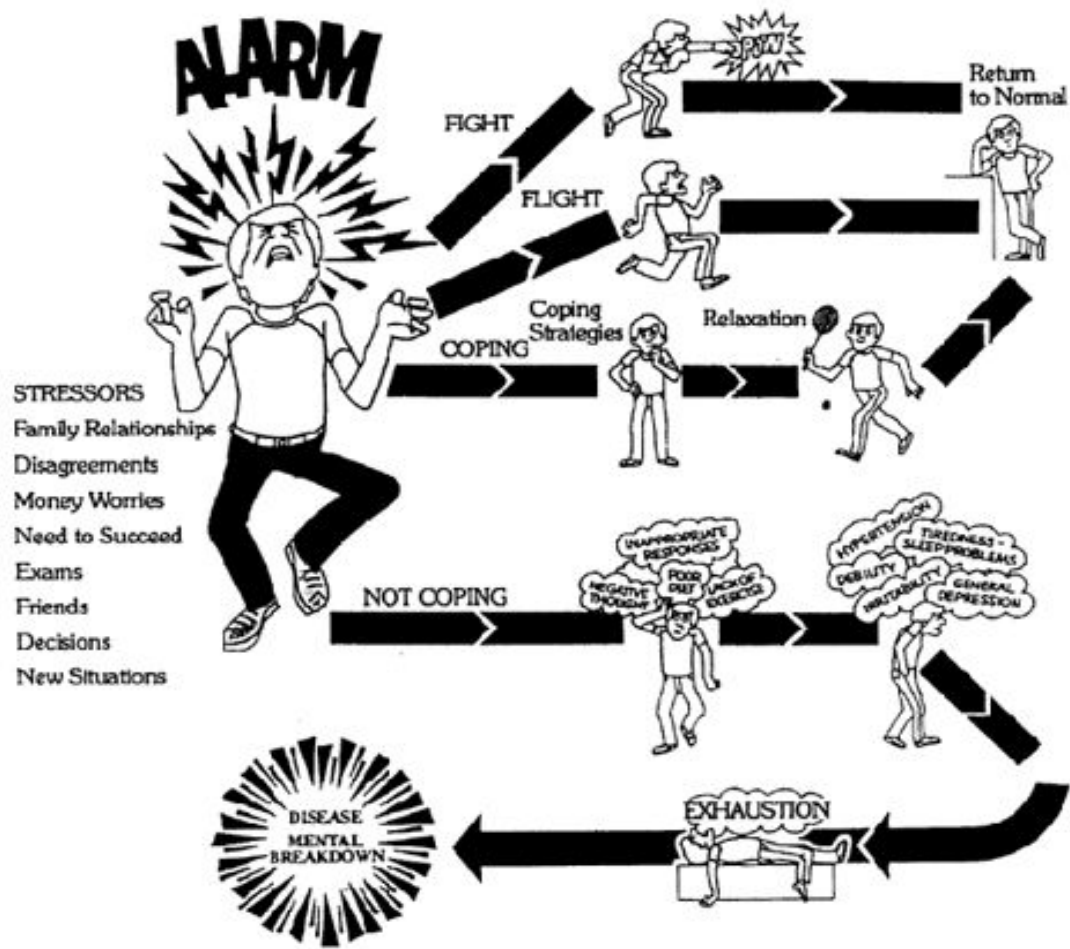 ALARM
FIGHT
POW
Return
to Normal
FLIGHT
Coping
Strategies
Relaxation
COPING
STRESSORS
Family Relationships
Disagreements
Money Worries
Need to Succeed
Exams
Friends
Decisions
New Situations
NOT COPING
INAPPROPRIATE
RESPONSES
NEGATIVE
THOUGHT
POOR
DIET
LACK OF
EXERCISE
HYPERTENSION
TIREDNESS -
SLEEP PROBLEMS
DEBILITY
IRRITABILITY
GENERAL
DEPRESSION
EXHAUSTION
DISEASE
MENTAL
BREAKDOWN